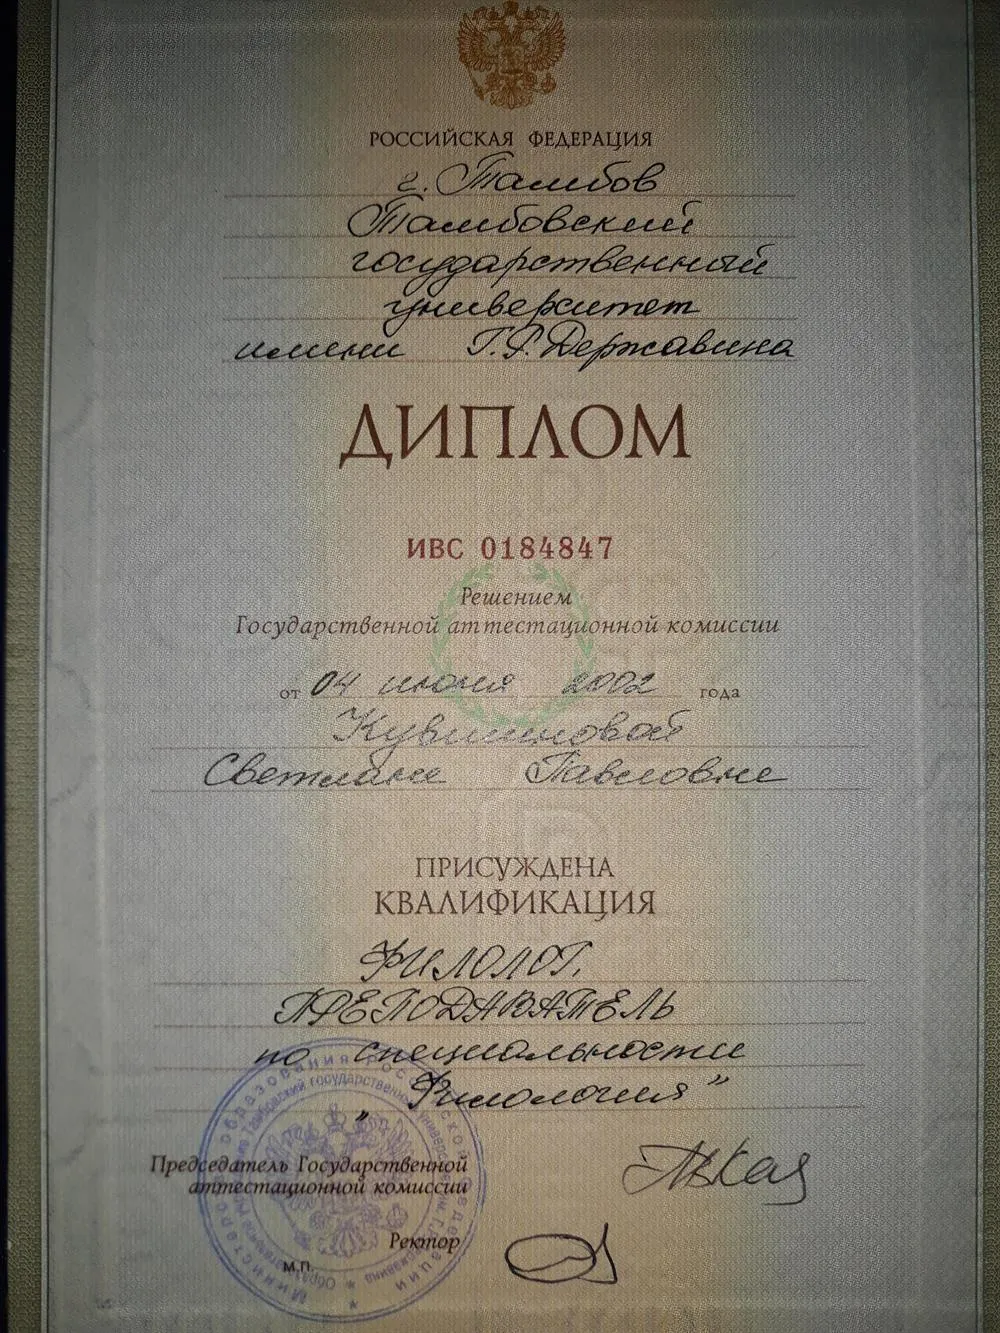 РОССИЙСКАЯ ФЕДЕРАЦИЯ
г. Тамбов
Тамбовский
государственный
университет
имени Г. Р. Державина
ДИПЛОМ
ИВС 0184847
Решением
Государственной аттестационной комиссии
от 04 июня 2002 года
Кувшиновой
Светлане Павловне
ПРИСУЖДЕНА
КВАЛИФИКАЦИЯ
ФИЛОЛОГ.
ПРЕПОДАВАТЕЛЬ
по специальности
"Филология"
Председатель Государственной
аттестационной комиссии
Ректор
М.П.